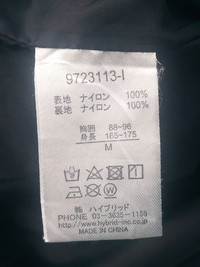 9723113-I
表地 ナイロン 100%
裏地 ナイロン 100%
胸囲 88-96
身長 165-175
M
㈱ ハイブリッド
PHONE 03-3635-1158
www.hybrid-inc.co.jp
MADE IN CHINA